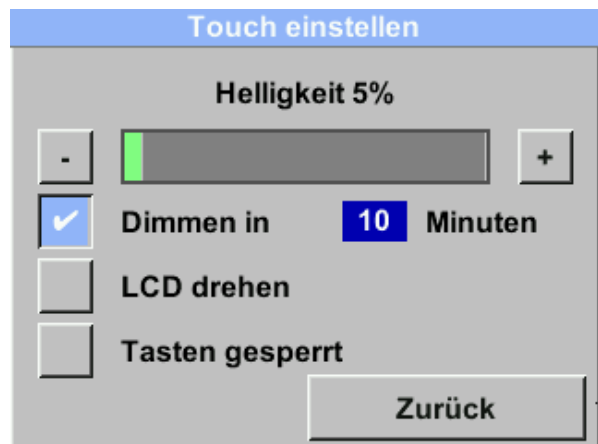 Touch einstellen
Helligkeit 5%
- +
Dimmen in 10 Minuten
LCD drehen
Tasten gesperrt
Zurück